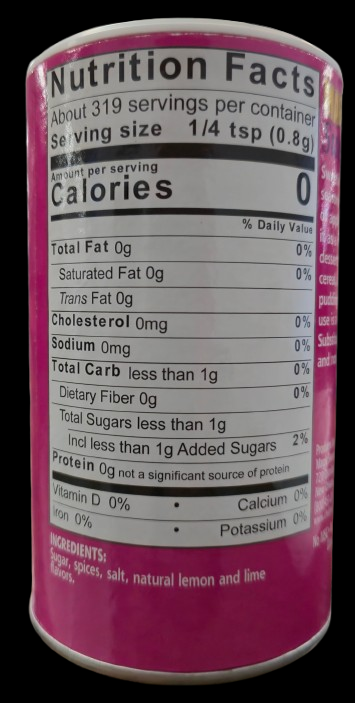 Nutrition Facts
About 319 servings per container
Serving size 1/4 tsp (0.8g)
Amount per serving
Calories 0
% Daily Value
Total Fat 0g 0%
Saturated Fat 0g 0%
Trans Fat 0g
Cholesterol 0mg 0%
Sodium 0mg 0%
Total Carb less than 1g 0%
Dietary Fiber 0g 0%
Total Sugars less than 1g
Incl less than 1g Added Sugars 2%
Protein 0g not a significant source of protein
Vitamin D 0% • Calcium 0%
Iron 0% • Potassium 0%
INGREDIENTS:
Sugar, spices, salt, natural lemon and lime
flavors.